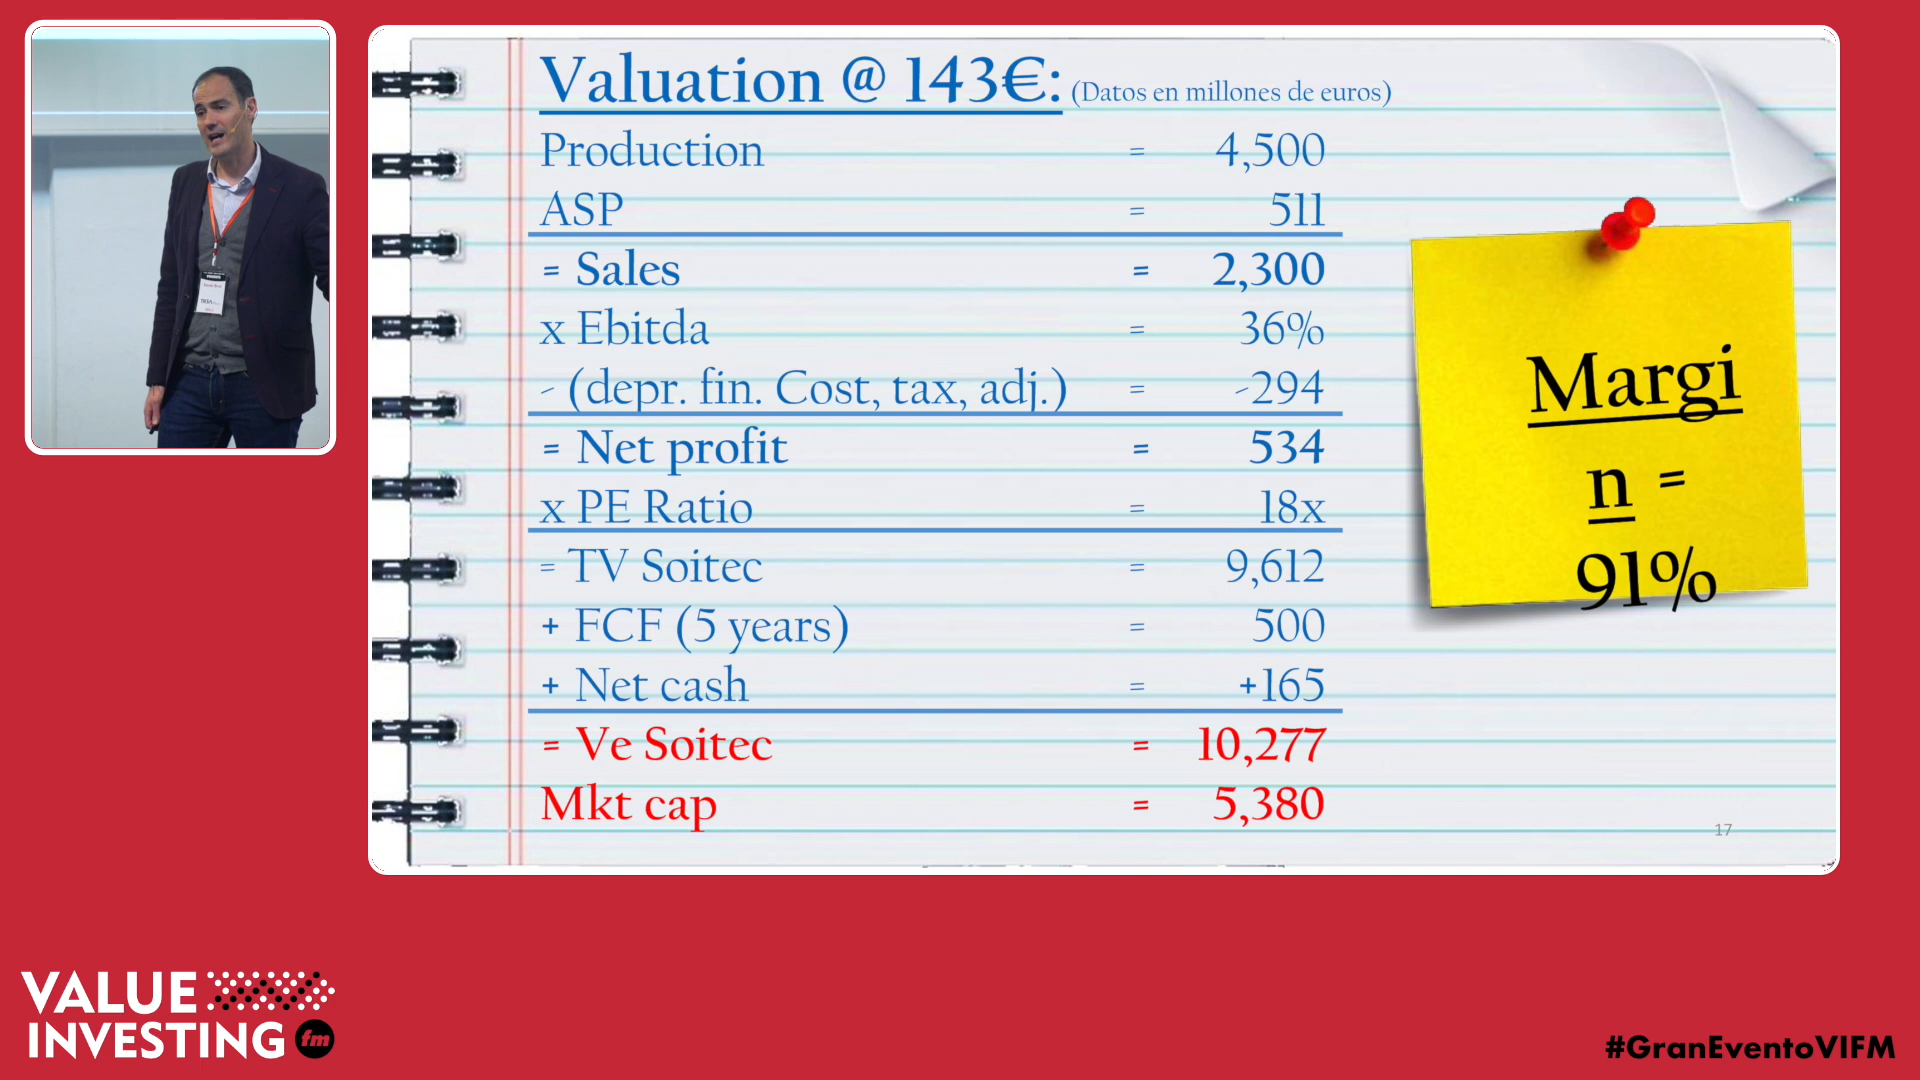 Valuation @ 143€: (Datos en millones de euros)
Production = 4,500
ASP = 511
= Sales = 2,300
x Ebitda = 36%
- (depr. fin. Cost, tax, adj.) = -294
= Net profit = 534
x PE Ratio = 18x
= TV Soitec = 9,612
+ FCF (5 years) = 500
+ Net cash = +165
= Ve Soitec = 10,277
Mkt cap = 5,380
Margi
n =
91%
17
VALUE
INVESTING fm
#GranEventoVIFM